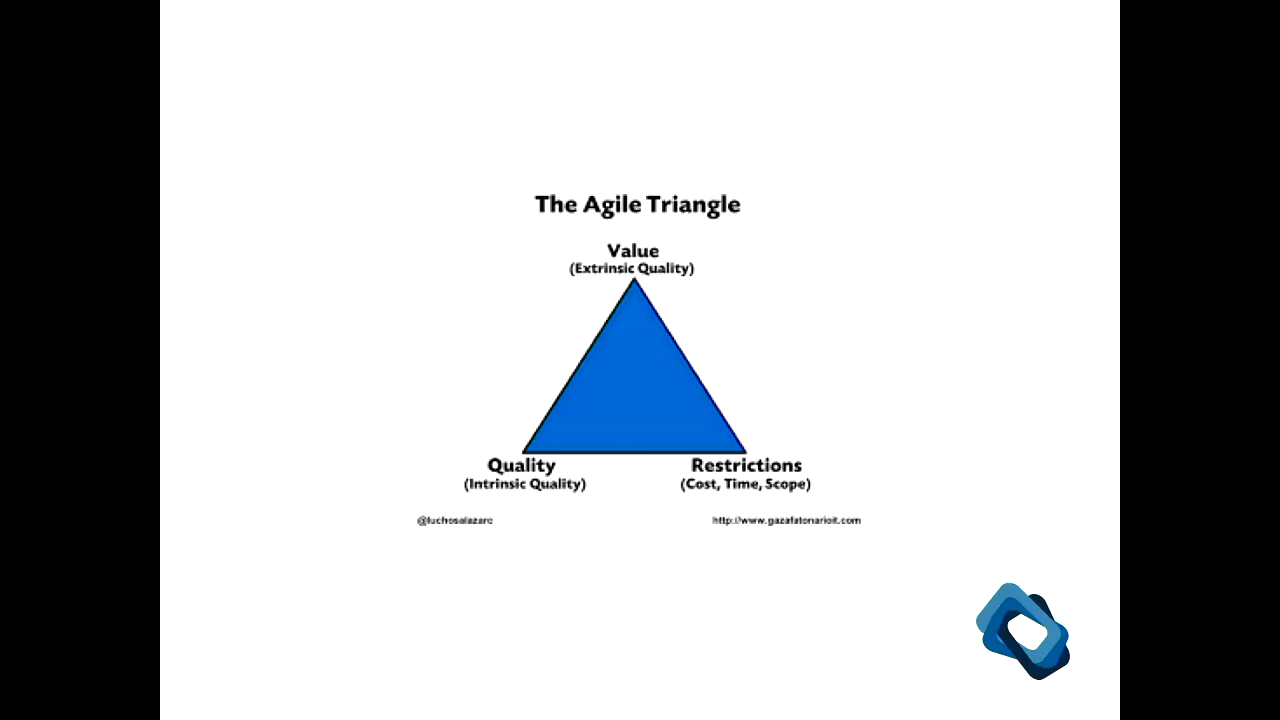 The Agile Triangle
Value
(Extrinsic Quality)
Quality
(Intrinsic Quality)
Restrictions
(Cost, Time, Scope)
@luchosalazarc
http://www.gazafatonarioit.com